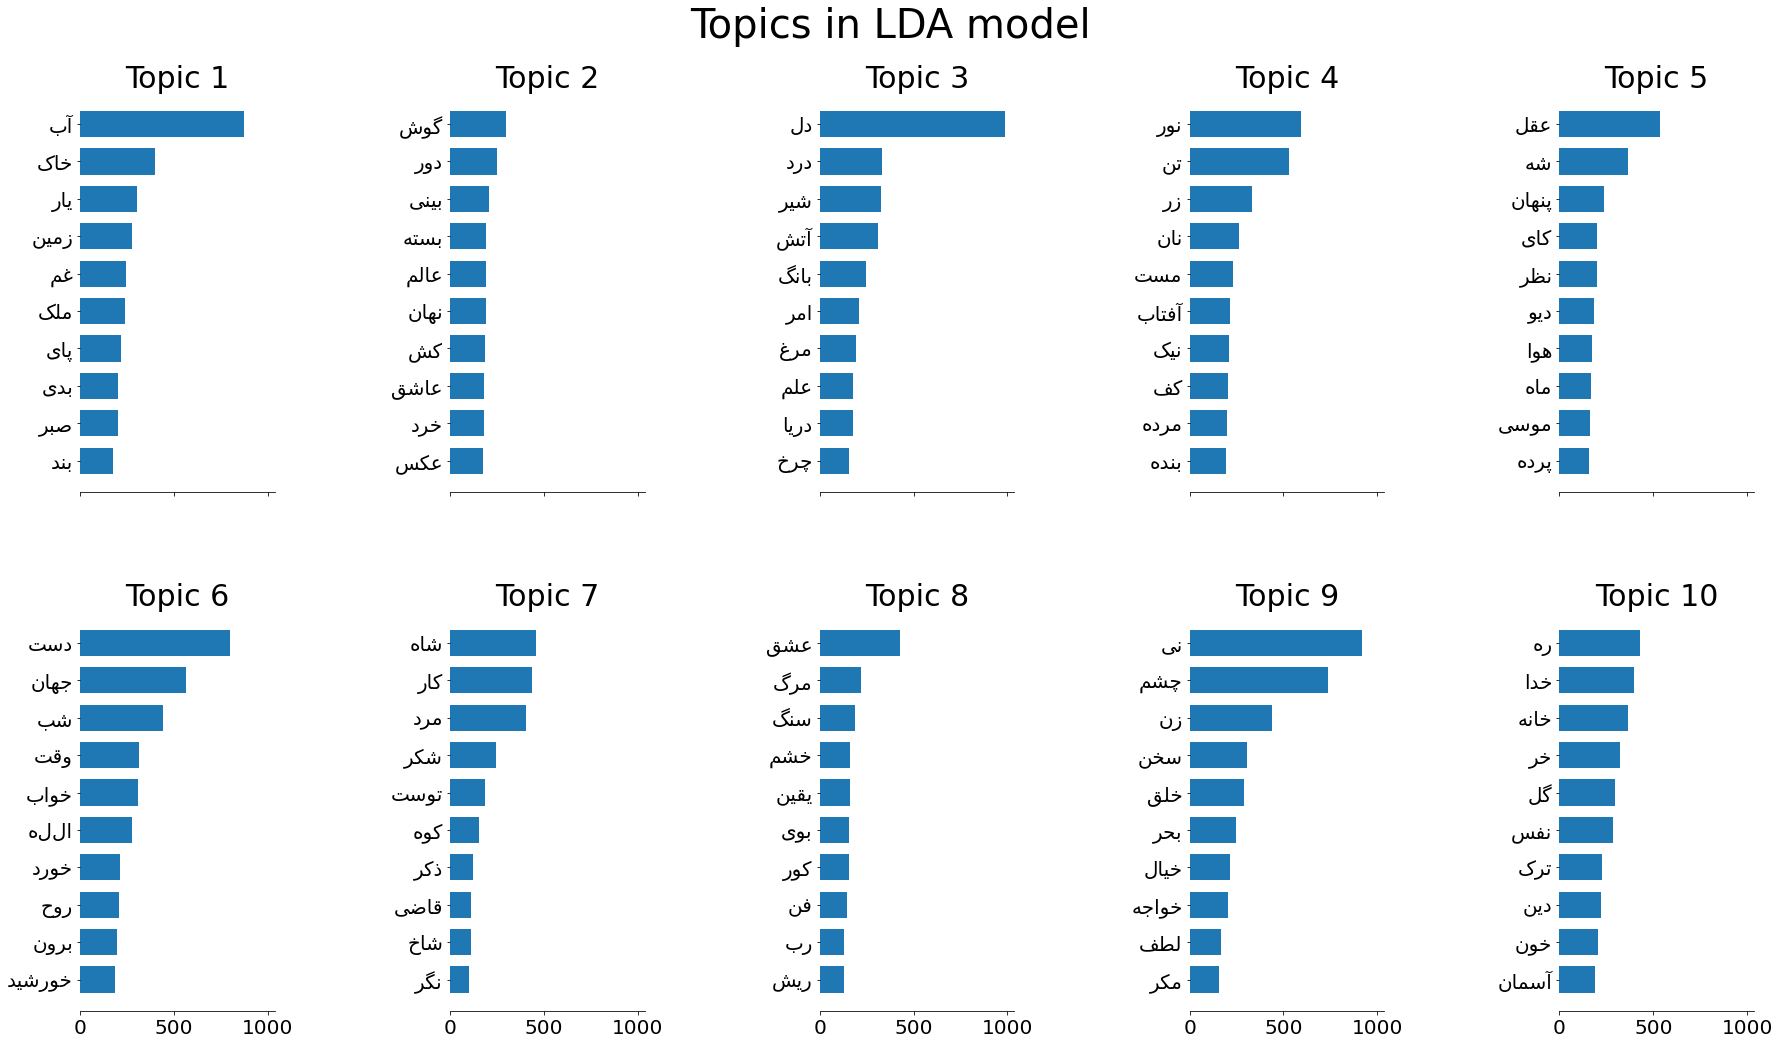 Topics in LDA model
Topic 1
آب
خاک
یار
زمین
غم
ملک
پای
بدی
صبر
بند
Topic 2
گوش
دور
بینی
بسته
عالم
نهان
کش
عاشق
خرد
عکس
Topic 3
دل
درد
شیر
آتش
بانگ
امر
مرغ
علم
دریا
چرخ
Topic 4
نور
تن
زر
نان
مست
آفتاب
نیک
کف
مرده
بنده
Topic 5
عقل
شه
پنهان
کای
نظر
دیو
هوا
ماه
موسی
پرده
Topic 6
دست
جهان
شب
وقت
خواب
الله
خورد
روح
برون
خورشید
0 500 1000
Topic 7
شاه
کار
مرد
شکر
توست
کوه
ذکر
قاضی
شاخ
نگر
0 500 1000
Topic 8
عشق
مرگ
سنگ
خشم
یقین
بوی
کور
فن
رب
ریش
0 500 1000
Topic 9
نی
چشم
زن
سخن
خلق
بحر
خیال
خواجه
لطف
مکر
0 500 1000
Topic 10
ره
خدا
خانه
خر
گل
نفس
ترک
دین
خون
آسمان
0 500 1000